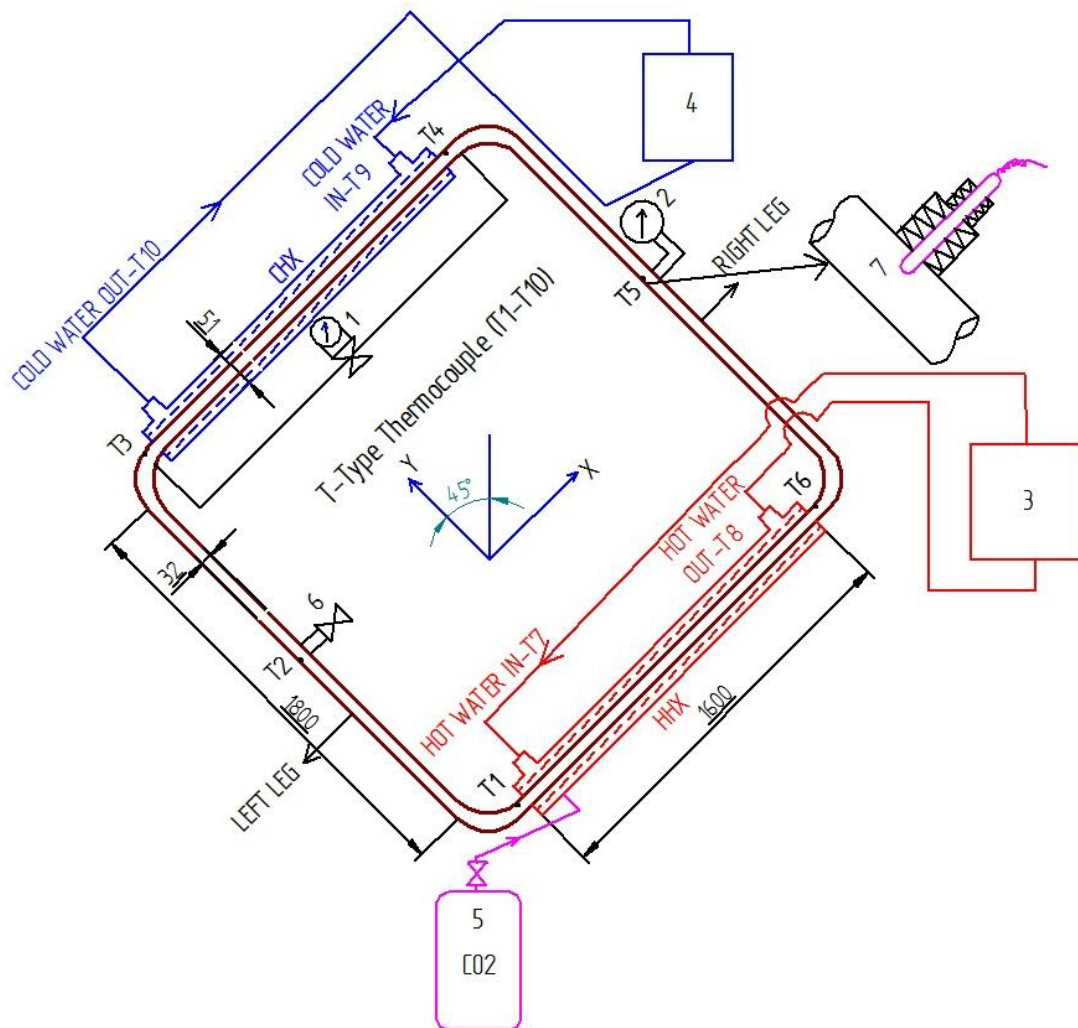 4
COLD WATER
IN-T9
T4
2
RIGHT LEG
COLD WATER OUT-T10
CHX
T5
7
51
1
T-Type Thermocouple (T1-T10)
T3
Y
45°
X
T6
3
HOT WATER
OUT-T8
32
6
T2
HOT WATER IN-T7
1800
HHX
1600
LEFT LEG
T1
5
CO2